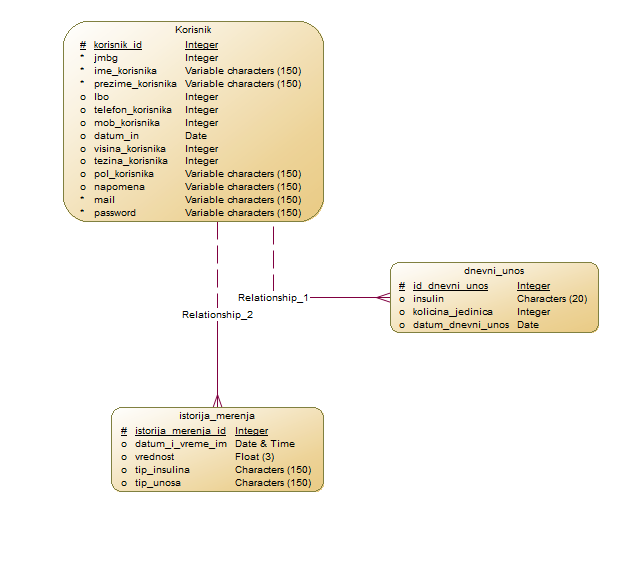 Korisnik
# korisnik_id Integer
* jmbg Integer
* ime_korisnika Variable characters (150)
* prezime_korisnika Variable characters (150)
o lbo Integer
o telefon_korisnika Integer
o mob_korisnika Integer
o datum_in Date
o visina_korisnika Integer
o tezina_korisnika Integer
o pol_korisnika Variable characters (150)
o napomena Variable characters (150)
* mail Variable characters (150)
* password Variable characters (150)
dnevni_unos
# id_dnevni_unos Integer
o insulin Characters (20)
o kolicina_jedinica Integer
o datum_dnevni_unos Date
Relationship_1
Relationship_2
istorija_merenja
# istorija_merenja_id Integer
o datum_i_vreme_im Date & Time
o vrednost Float (3)
o tip_insulina Characters (150)
o tip_unosa Characters (150)